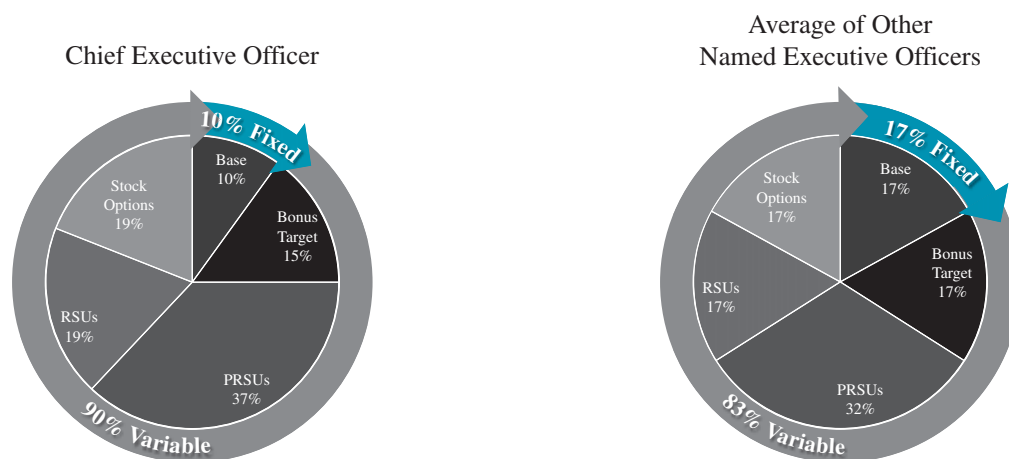 Chief Executive Officer
10% Fixed
Base
10%
Bonus
Target
15%
PRSUs
37%
RSUs
19%
Stock
Options
19%
90% Variable
Average of Other
Named Executive Officers
17% Fixed
Base
17%
Bonus
Target
17%
PRSUs
32%
RSUs
17%
Stock
Options
17%
83% Variable